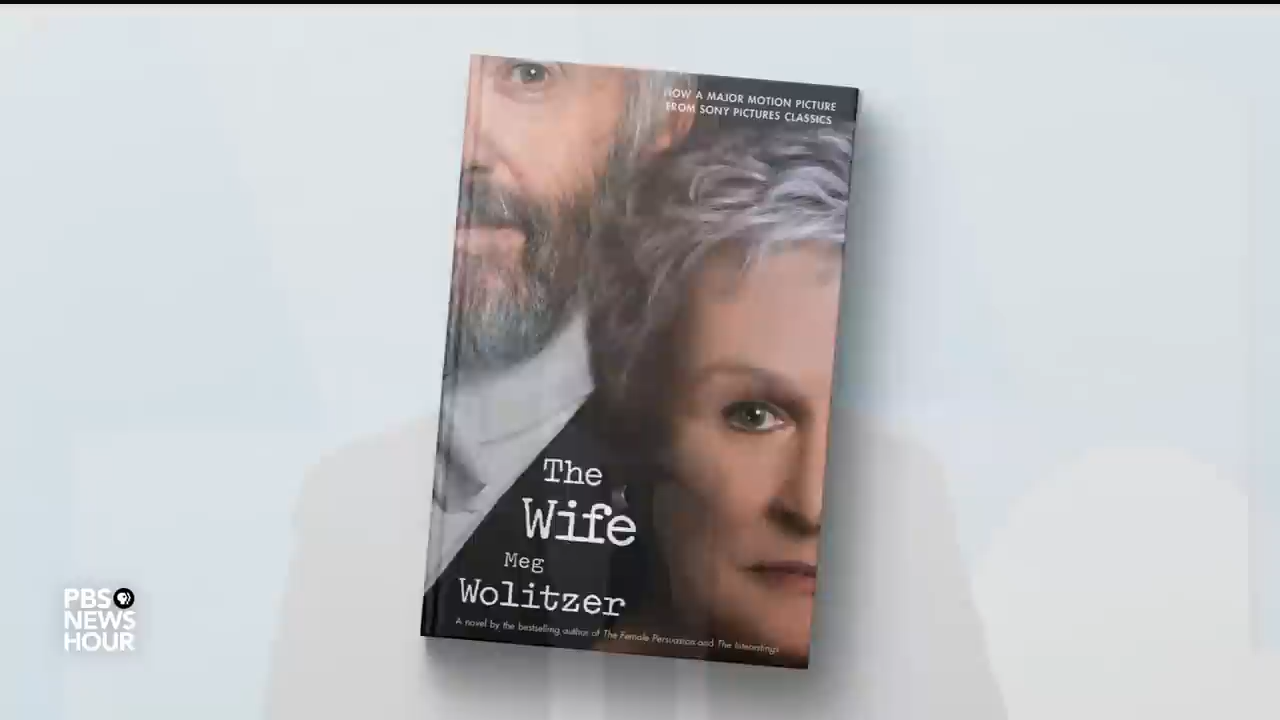 NOW A MAJOR MOTION PICTURE
FROM SONY PICTURES CLASSICS
The
Wife
Meg
Wolitzer
A novel by the bestselling author of The Female Persuasion and The Interestings
PBS
NEWS
HOUR